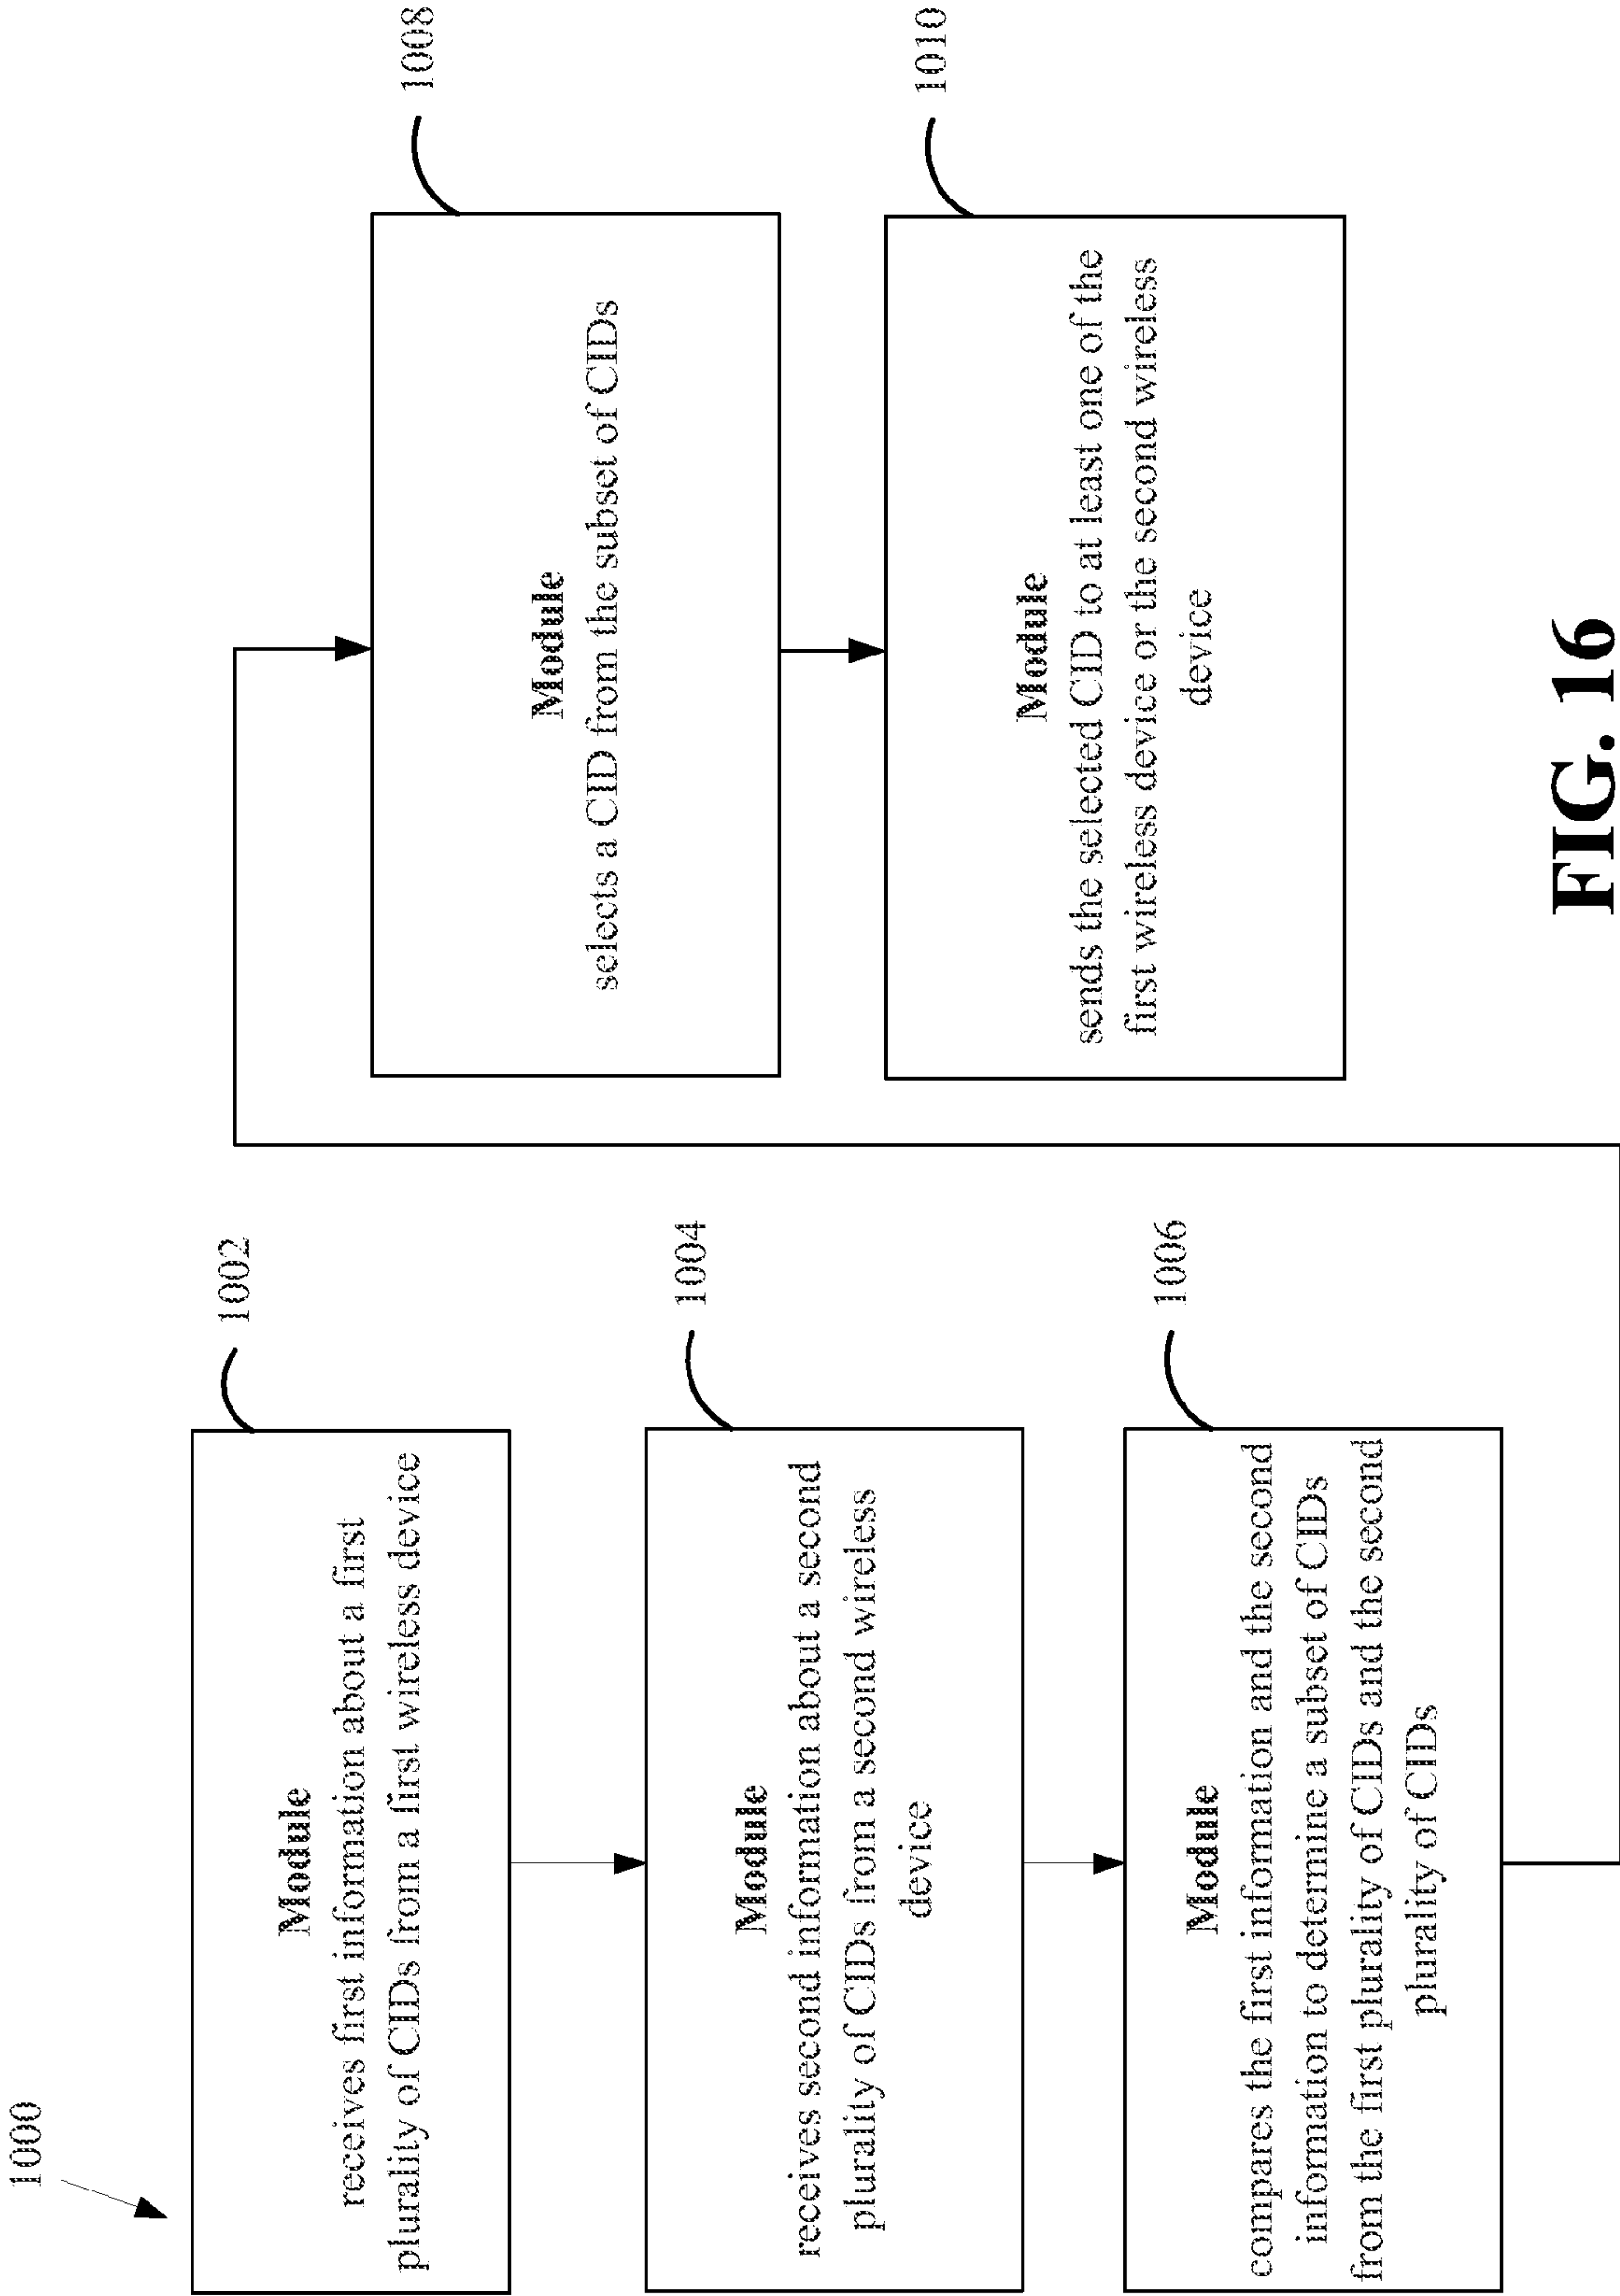 1000
1002
Module
receives first information about a first
plurality of CIDs from a first wireless device
1004
Module
receives second information about a second
plurality of CIDs from a second wireless
device
1006
Module
compares the first information and the second
information to determine a subset of CIDs
from the first plurality of CIDs and the second
plurality of CIDs
1008
Module
selects a CID from the subset of CIDs
1010
Module
sends the selected CID to at least one of the
first wireless device or the second wireless
device
FIG. 16